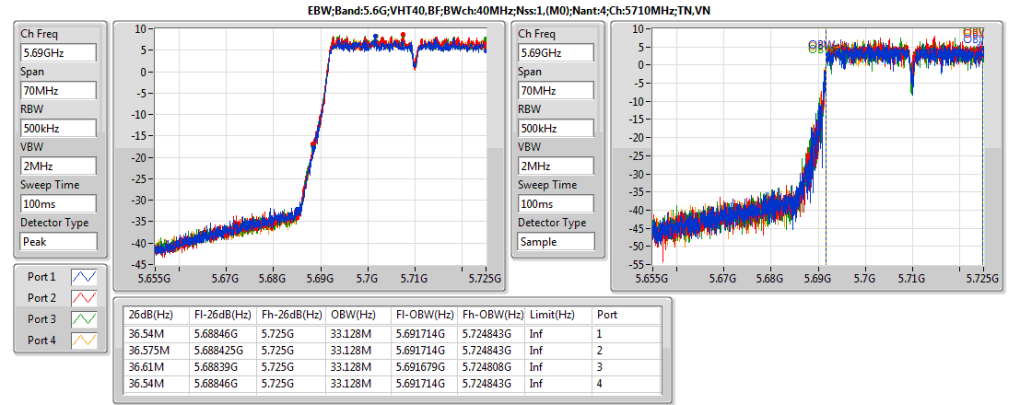 EBW;Band:5.6G;VHT40,BF;BWch:40MHz;Nss:1,(M0);Nant:4;Ch:5710MHz;TN,VN
Ch Freq
5.69GHz
Span
70MHz
RBW
500kHz
VBW
2MHz
Sweep Time
100ms
Detector Type
Peak
10-
5-
0-
-5-
-10-
-15-
-20-
-25-
-30-
-35-
-40-
-45-
5.655G 5.67G 5.68G 5.69G 5.7G 5.71G 5.725G
Ch Freq
5.69GHz
Span
70MHz
RBW
500kHz
VBW
2MHz
Sweep Time
100ms
Detector Type
Sample
10-
5-
0-
-5-
-10-
-15-
-20-
-25-
-30-
-35-
-40-
-45-
-50-
-55-
5.655G 5.67G 5.68G 5.69G 5.7G 5.71G 5.725G
Port 1
Port 2
Port 3
Port 4
26dB(Hz) Fl-26dB(Hz) Fh-26dB(Hz) OBW(Hz) Fl-OBW(Hz) Fh-OBW(Hz) Limit(Hz) Port
36.54M 5.68846G 5.725G 33.128M 5.691714G 5.724843G Inf 1
36.575M 5.688425G 5.725G 33.128M 5.691714G 5.724843G Inf 2
36.61M 5.68839G 5.725G 33.128M 5.691679G 5.724808G Inf 3
36.54M 5.68846G 5.725G 33.128M 5.691714G 5.724843G Inf 4